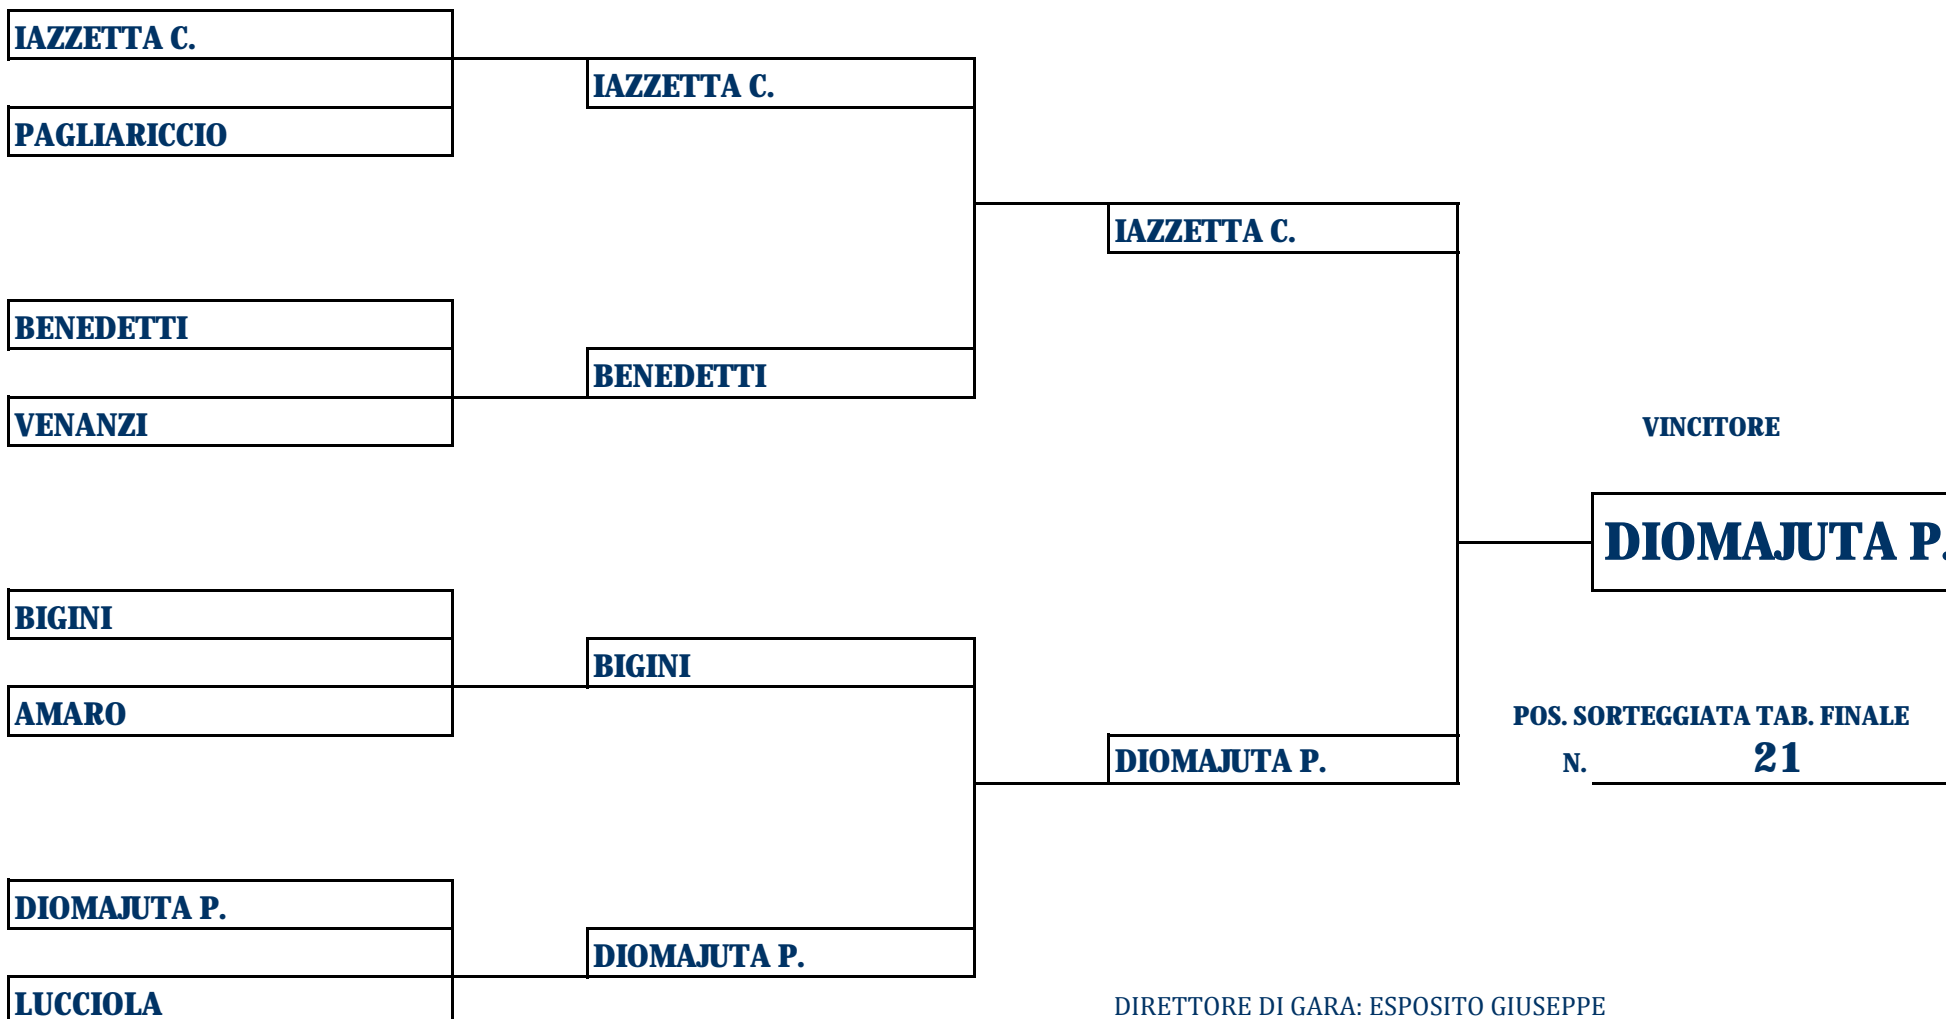 IAZZETTA C.
IAZZETTA C.
PAGLIARICCIO
IAZZETTA C.
BENEDETTI
BENEDETTI
VENANZI
VINCITORE
DIOMAJUTA P.
BIGINI
BIGINI
AMARO
POS. SORTEGGIATA TAB. FINALE
DIOMAJUTA P.
N. 21
DIOMAJUTA P.
DIOMAJUTA P.
LUCCIOLA
DIRETTORE DI GARA: ESPOSITO GIUSEPPE